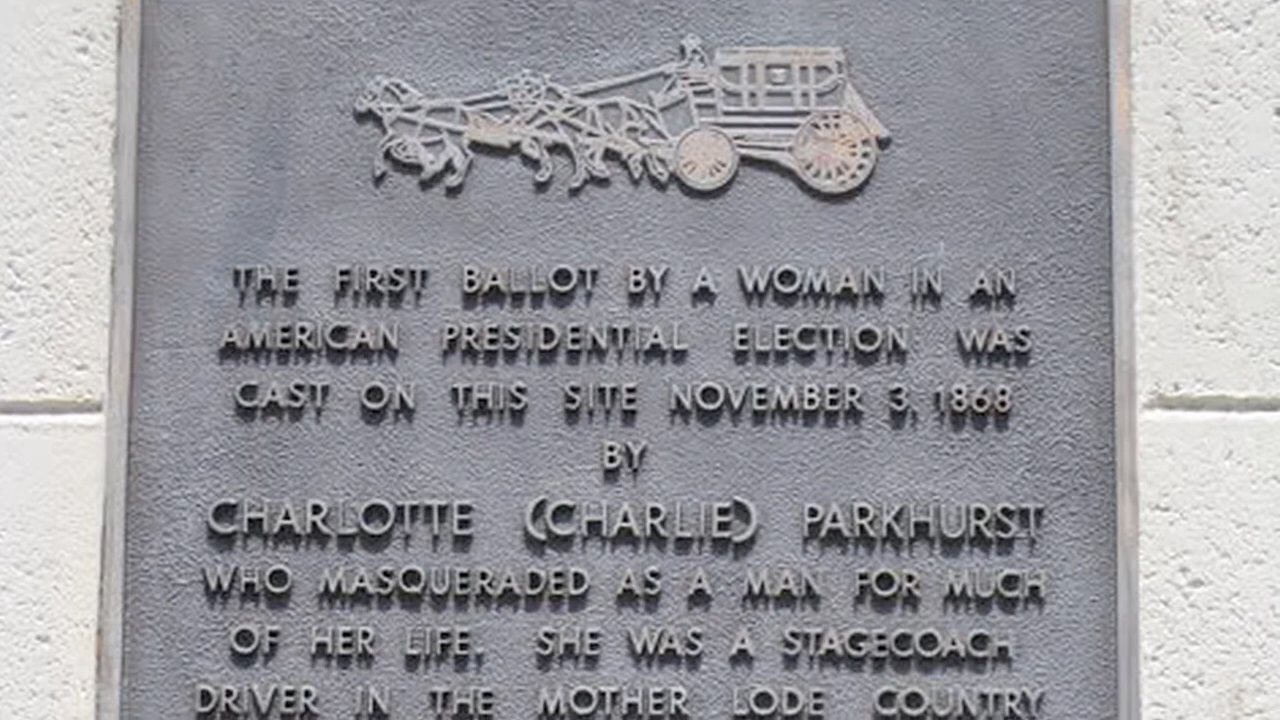 THE FIRST BALLOT BY A WOMAN IN AN
AMERICAN PRESIDENTIAL ELECTION WAS
CAST ON THIS SITE NOVEMBER 3, 1868
BY
CHARLOTTE (CHARLIE) PARKHURST
WHO MASQUERADED AS A MAN FOR MUCH
OF HER LIFE. SHE WAS A STAGECOACH
DRIVER IN THE MOTHER LODE COUNTRY